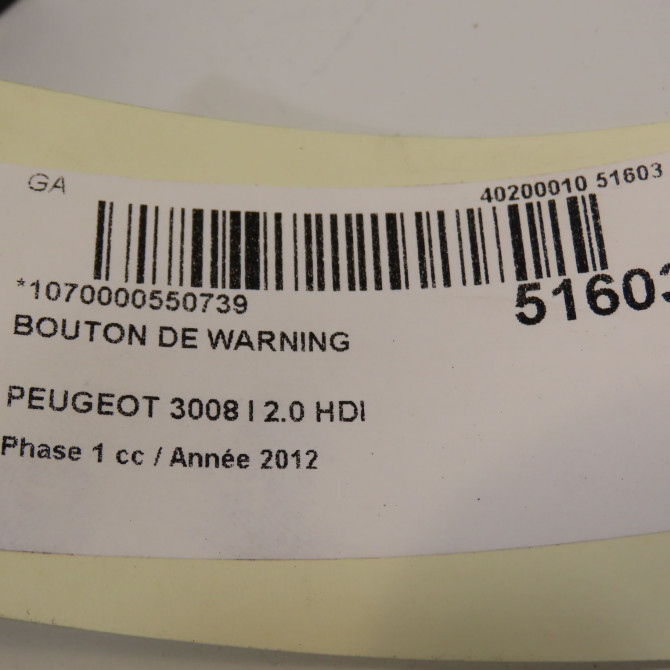 GA
40200010 51603
*1070000550739
51603
BOUTON DE WARNING
PEUGEOT 3008 I 2.0 HDI
Phase 1 cc / Année 2012